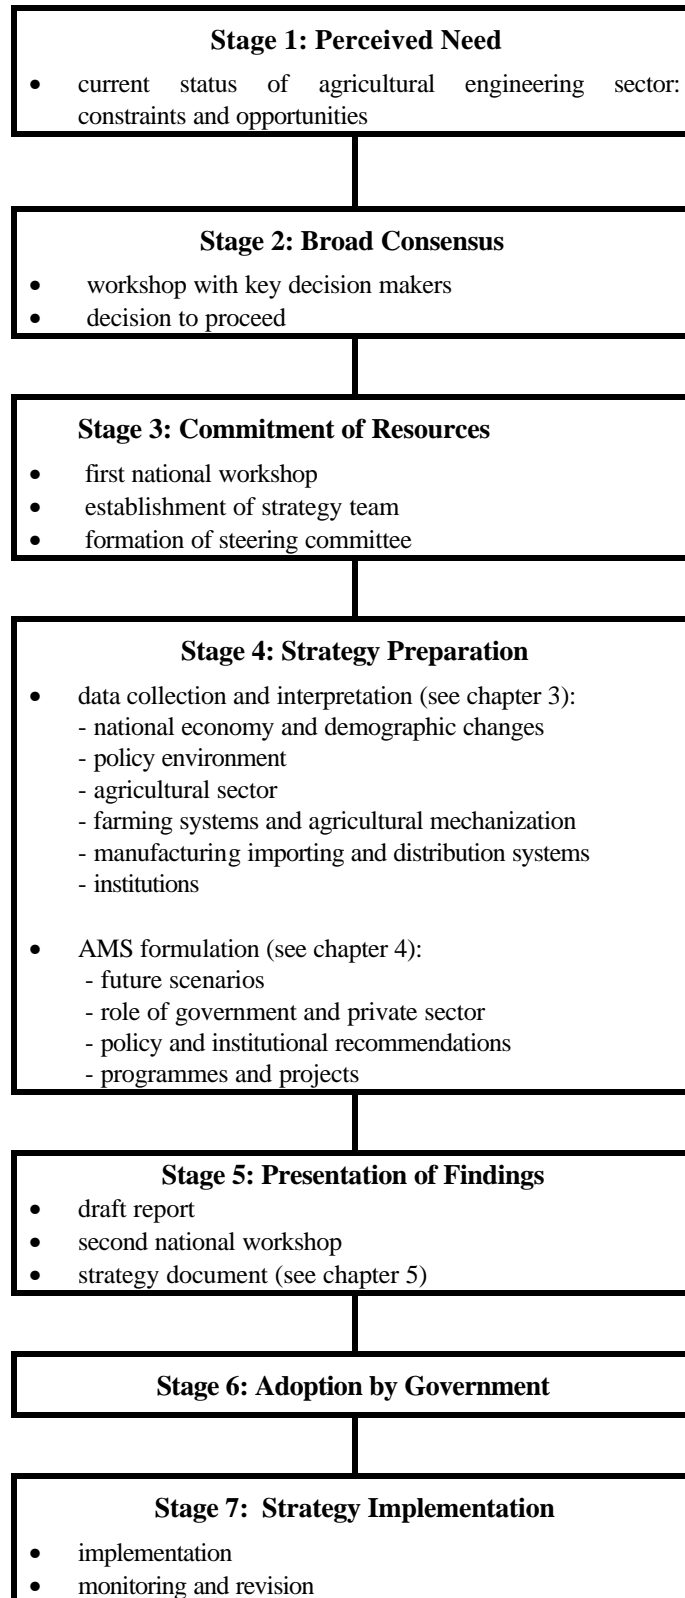 Stage 1: Perceived Need
• current status of agricultural engineering sector:
constraints and opportunities
Stage 2: Broad Consensus
• workshop with key decision makers
• decision to proceed
Stage 3: Commitment of Resources
• first national workshop
• establishment of strategy team
• formation of steering committee
Stage 4: Strategy Preparation
• data collection and interpretation (see chapter 3):
- national economy and demographic changes
- policy environment
- agricultural sector
- farming systems and agricultural mechanization
- manufacturing importing and distribution systems
- institutions
• AMS formulation (see chapter 4):
- future scenarios
- role of government and private sector
- policy and institutional recommendations
- programmes and projects
Stage 5: Presentation of Findings
• draft report
• second national workshop
• strategy document (see chapter 5)
Stage 6: Adoption by Government
Stage 7: Strategy Implementation
• implementation
• monitoring and revision